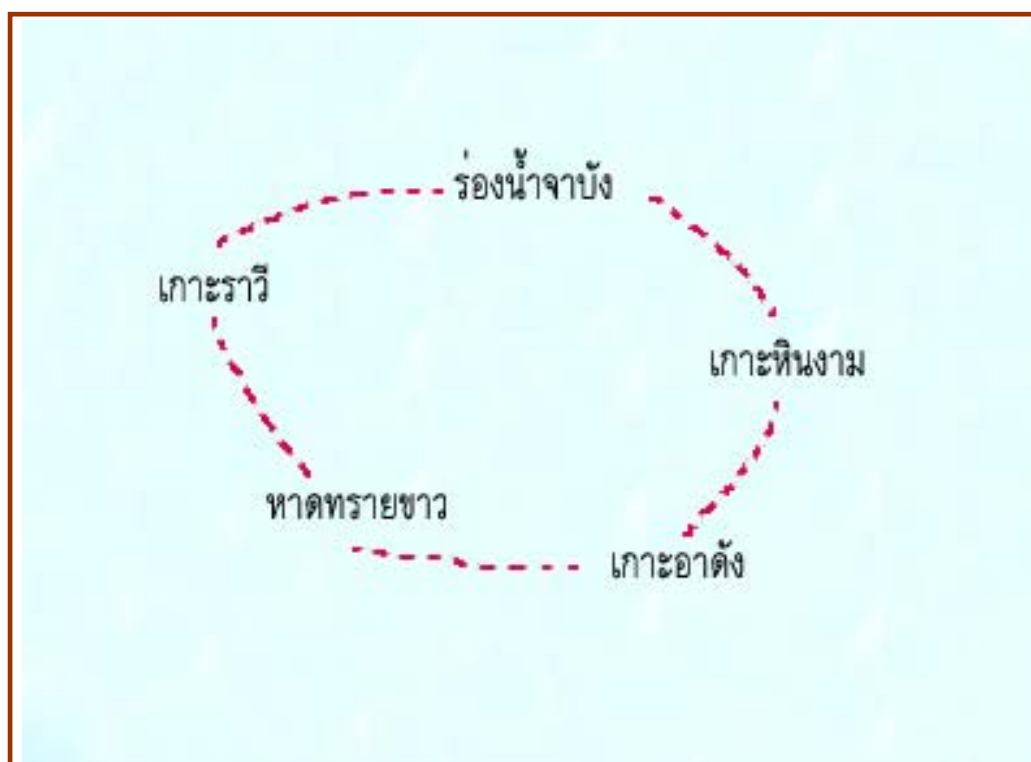 ร่องน้ำจาบัง
เกาะราวี
เกาะหินงาม
หาดทรายขาว
เกาะอาดัง